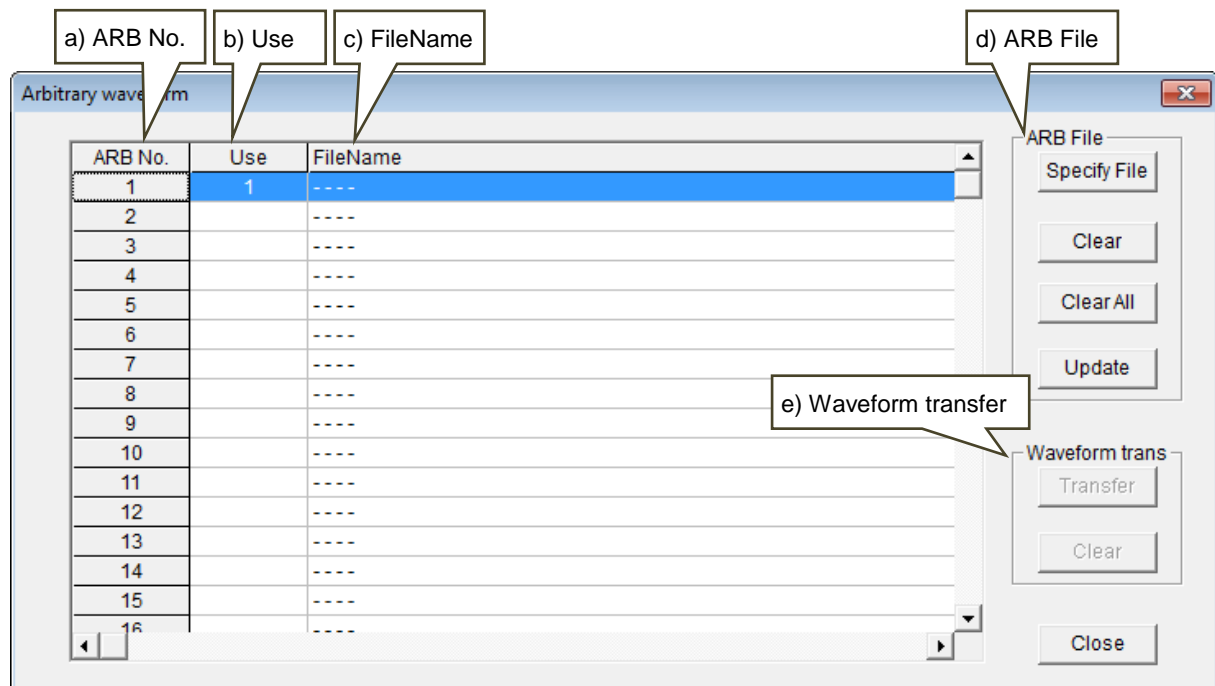 a) ARB No.
b) Use
c) FileName
d) ARB File
Arbitrary waveform
ARB No. Use FileName
1 1 ----
2 ----
3 ----
4 ----
5 ----
6 ----
7 ----
8 ----
9 ----
10 ----
11 ----
12 ----
13 ----
14 ----
15 ----
16 ----
ARB File
Specify File
Clear
Clear All
Update
e) Waveform transfer
Waveform trans
Transfer
Clear
Close